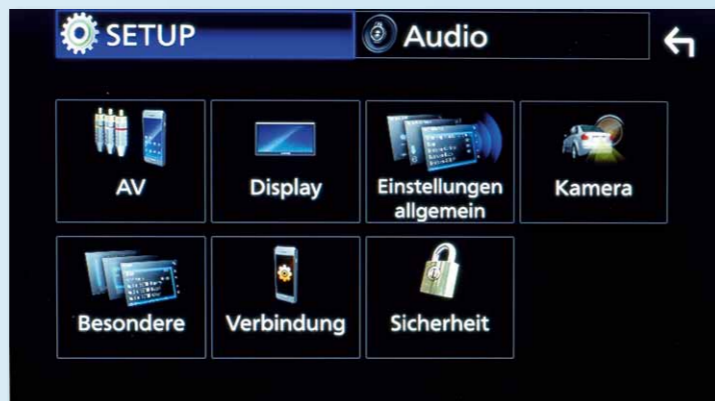 SETUP
Audio
AV
Display
Einstellungen
allgemein
Kamera
Besondere
Verbindung
Sicherheit